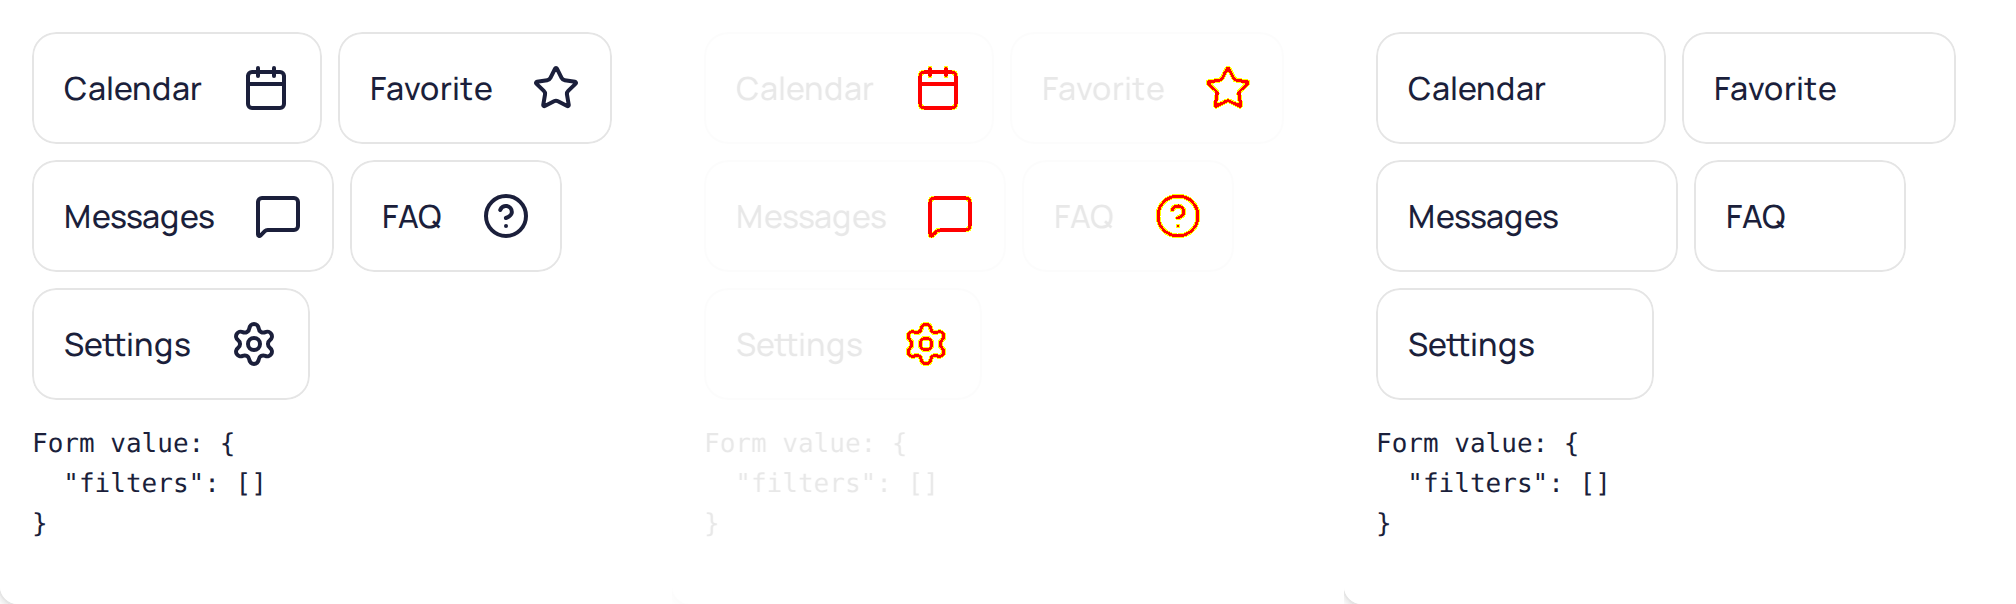 Calendar Favorite
Messages FAQ
Settings
Form value: {
  "filters": []
}
Calendar Favorite
Messages FAQ
Settings
Form value: {
  "filters": []
}
Calendar Favorite
Messages FAQ
Settings
Form value: {
  "filters": []
}